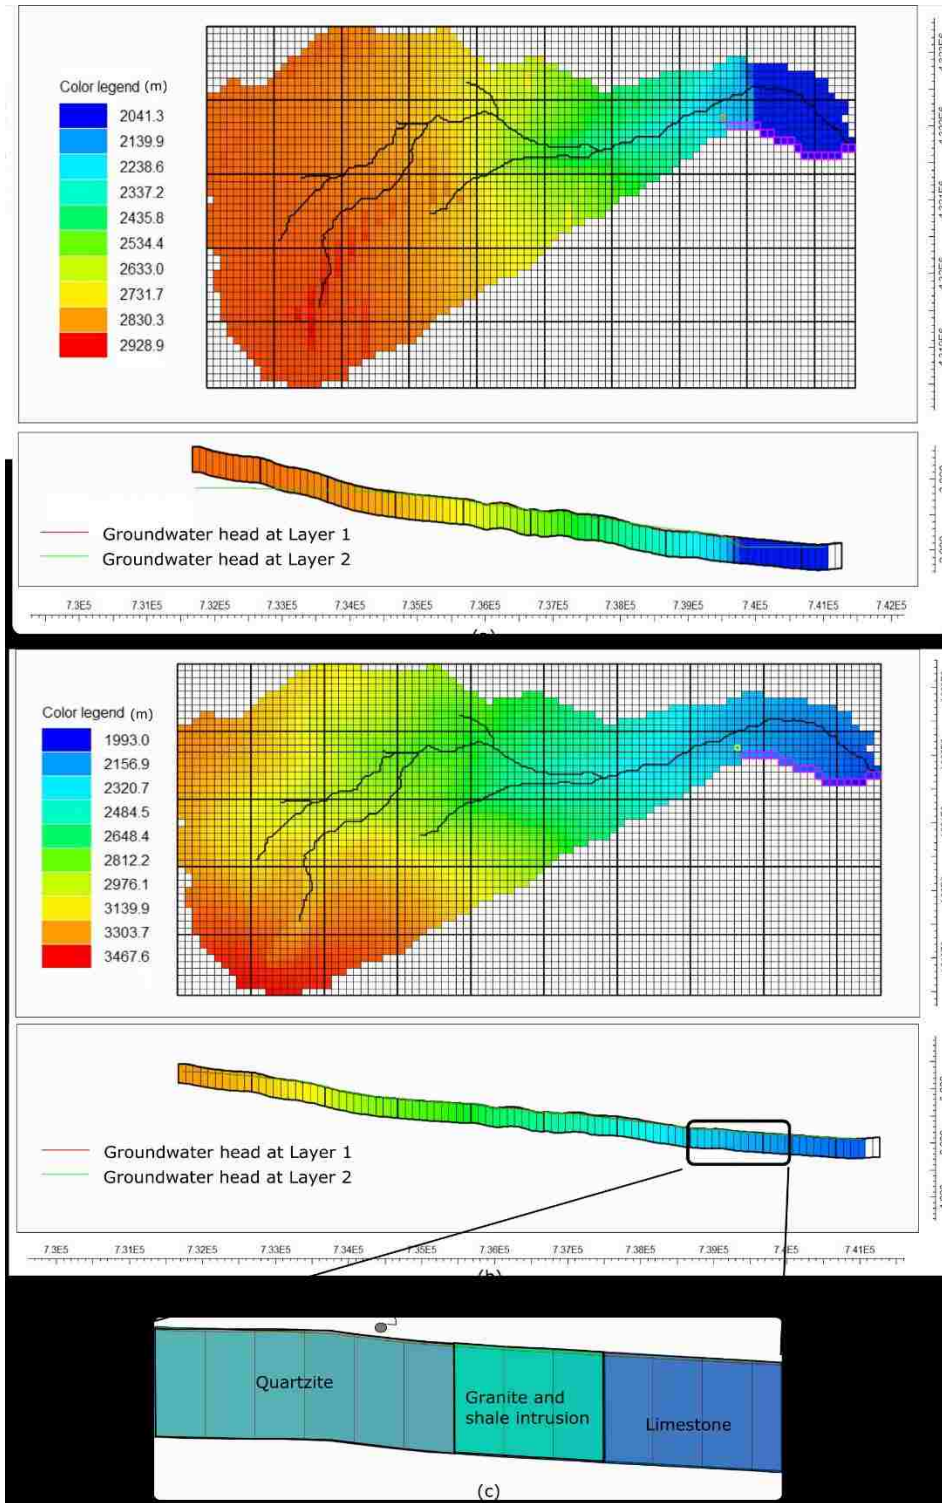 Color legend (m)
2041.3
2139.9
2238.6
2337.2
2435.8
2534.4
2633.0
2731.7
2830.3
2928.9
Groundwater head at Layer 1
Groundwater head at Layer 2
7.3E5 7.31E5 7.32E5 7.33E5 7.34E5 7.35E5 7.36E5 7.37E5 7.38E5 7.39E5 7.4E5 7.41E5 7.42E5
Color legend (m)
1993.0
2156.9
2320.7
2484.5
2648.4
2812.2
2976.1
3139.9
3303.7
3467.6
Groundwater head at Layer 1
Groundwater head at Layer 2
7.3E5 7.31E5 7.32E5 7.33E5 7.34E5 7.35E5 7.36E5 7.37E5 7.38E5 7.39E5 7.4E5 7.41E5
(b)
Quartzite
Granite and
shale intrusion
Limestone
(c)